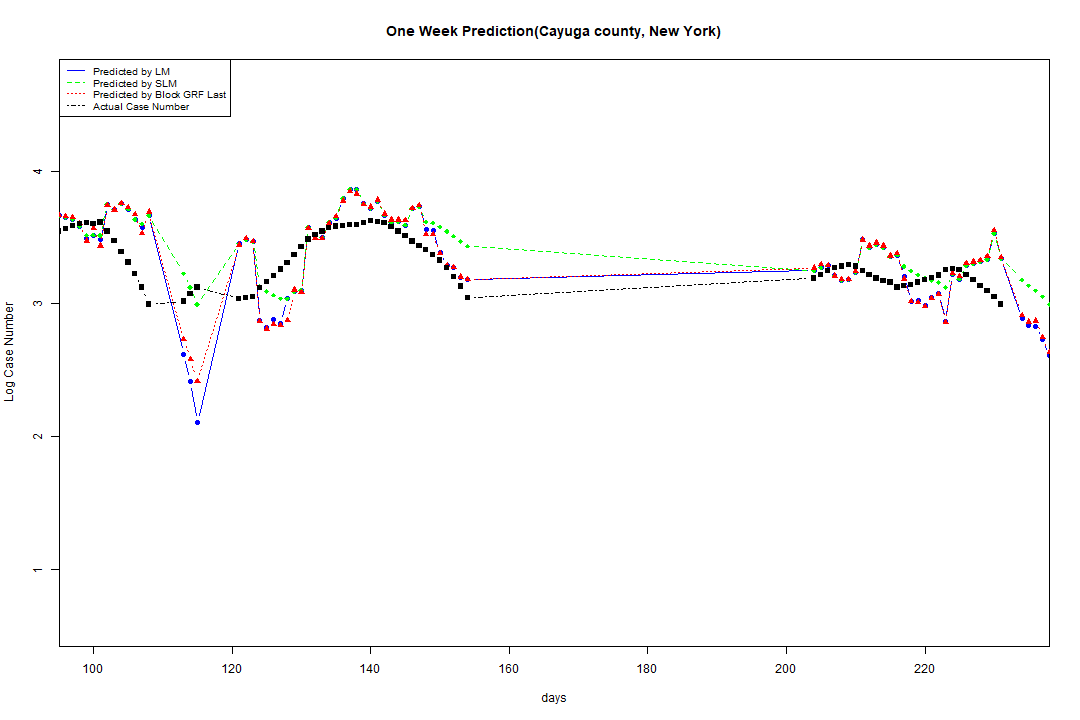 One Week Prediction(Cayuga county, New York)
Predicted by LM
Predicted by SLM
Predicted by Block GRF Last
Actual Case Number
4
3
2
1
Log Case Number
100 120 140 160 180 200 220
days